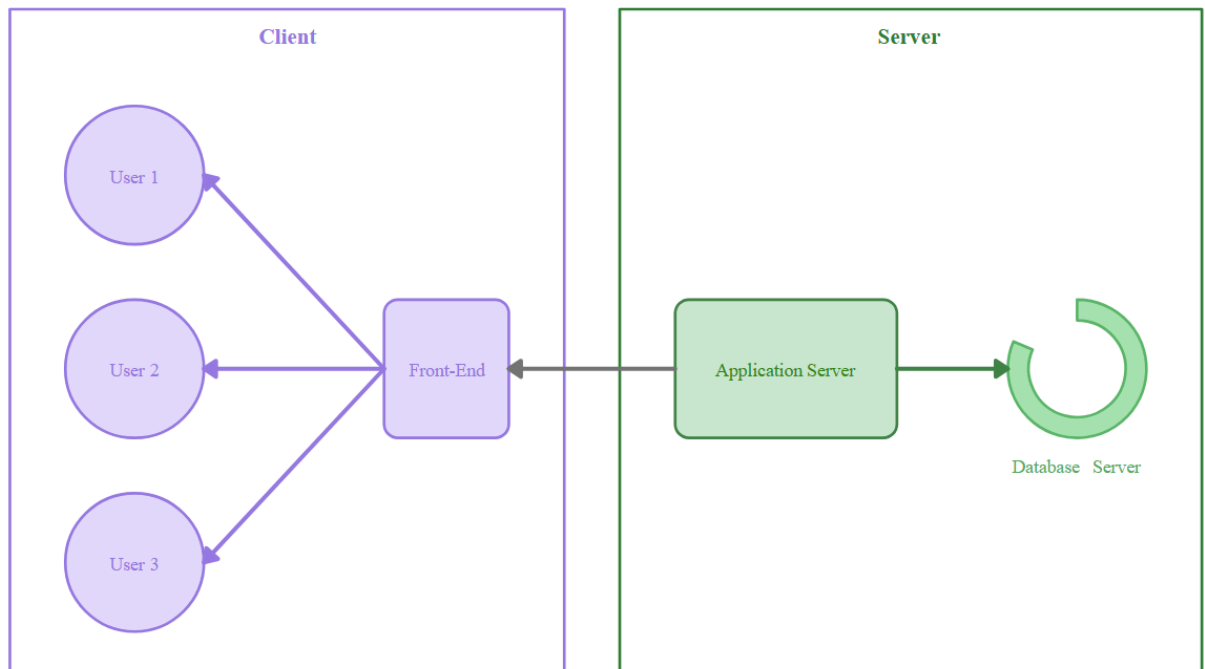 Client
Server
User 1
User 2
Front-End
Application Server
Database Server
User 3